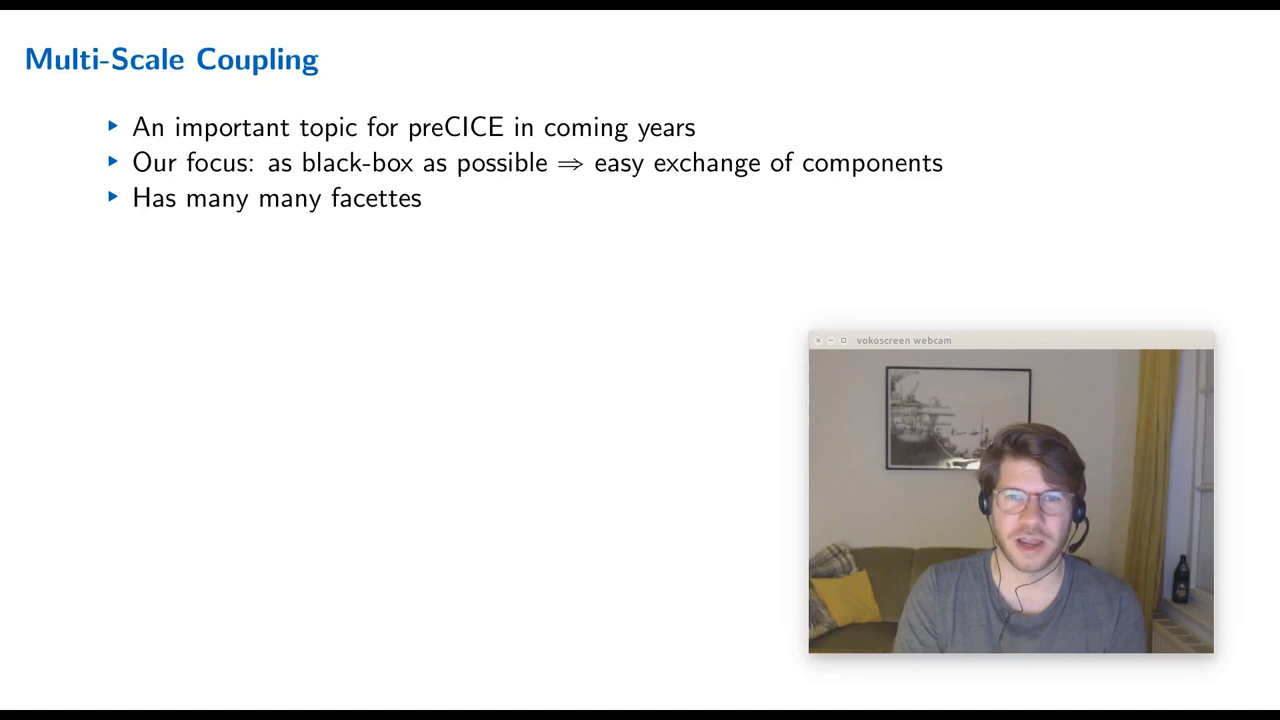 Multi-Scale Coupling
▸ An important topic for preCICE in coming years
▸ Our focus: as black-box as possible ⇒ easy exchange of components
▸ Has many many facettes
vokoscreen webcam